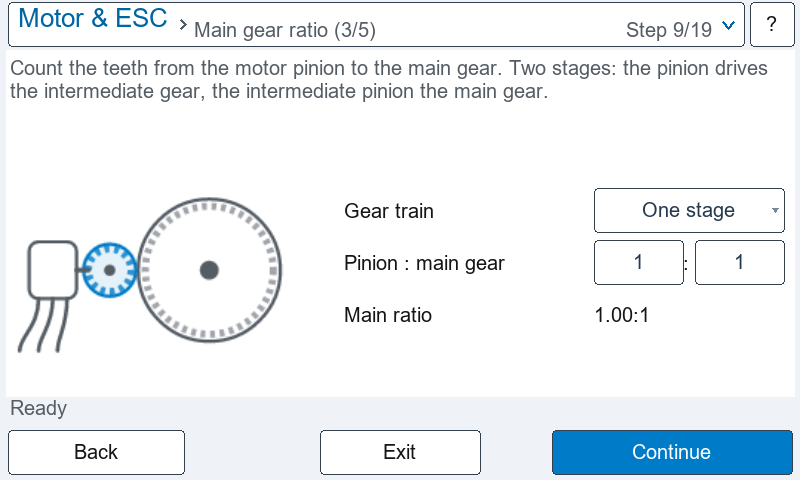 Motor & ESC › Main gear ratio (3/5) Step 9/19 ?
Count the teeth from the motor pinion to the main gear. Two stages: the pinion drives
the intermediate gear, the intermediate pinion the main gear.
Gear train One stage
Pinion : main gear 1 : 1
Main ratio 1.00:1
Ready
Back Exit Continue